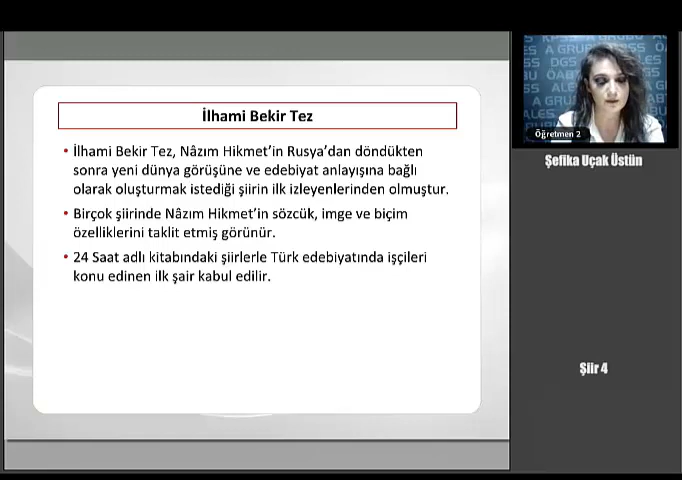 İlhami Bekir Tez
• İlhami Bekir Tez, Nâzım Hikmet'in Rusya'dan döndükten
sonra yeni dünya görüşüne ve edebiyat anlayışına bağlı
olarak oluşturmak istediği şiirin ilk izleyenlerinden olmuştur.
• Birçok şiirinde Nâzım Hikmet'in sözcük, imge ve biçim
özelliklerini taklit etmiş görünür.
• 24 Saat adlı kitabındaki şiirlerle Türk edebiyatında işçileri
konu edinen ilk şair kabul edilir.
Öğretmen 2
Şefika Uçak Üstün
Şiir 4